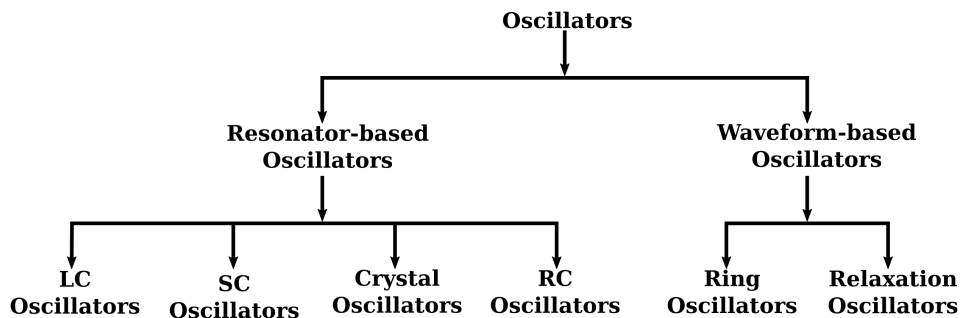 Oscillators
Resonator-based
Oscillators
Waveform-based
Oscillators
LC
Oscillators
SC
Oscillators
Crystal
Oscillators
RC
Oscillators
Ring
Oscillators
Relaxation
Oscillators